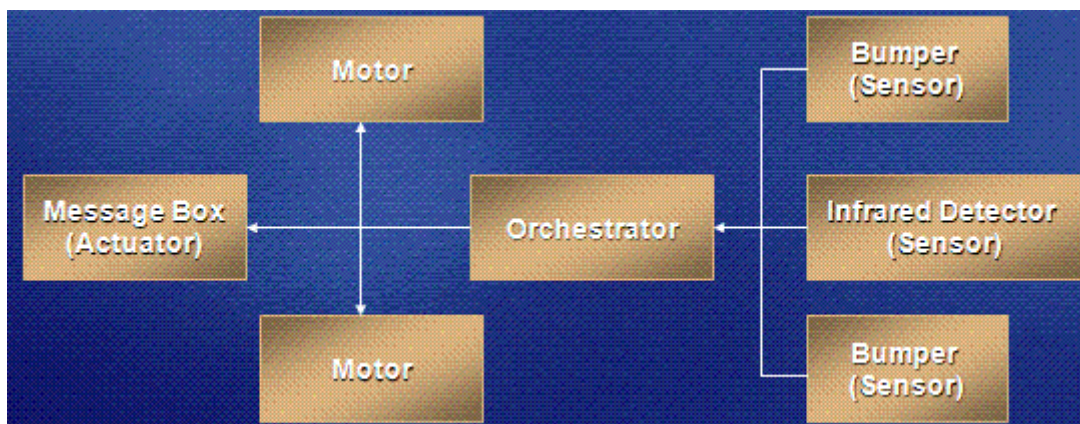 Motor
Bumper
(Sensor)
Message Box
(Actuator)
Orchestrator
Infrared Detector
(Sensor)
Motor
Bumper
(Sensor)